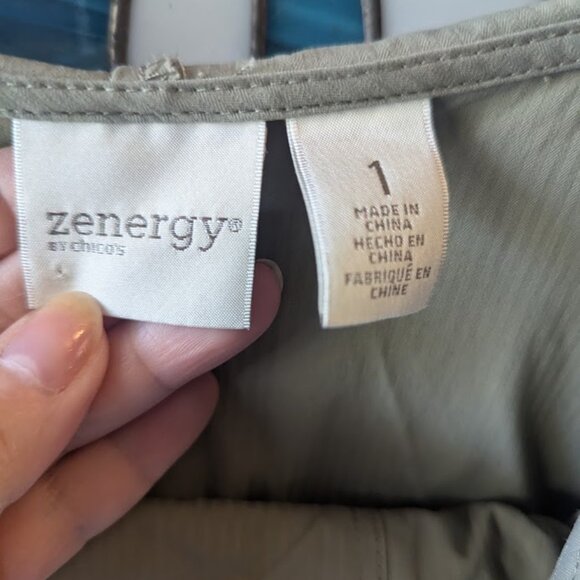 zenergy®
BY CHICO'S
1
MADE IN
CHINA
HECHO EN
CHINA
FABRIQUÉ EN
CHINE